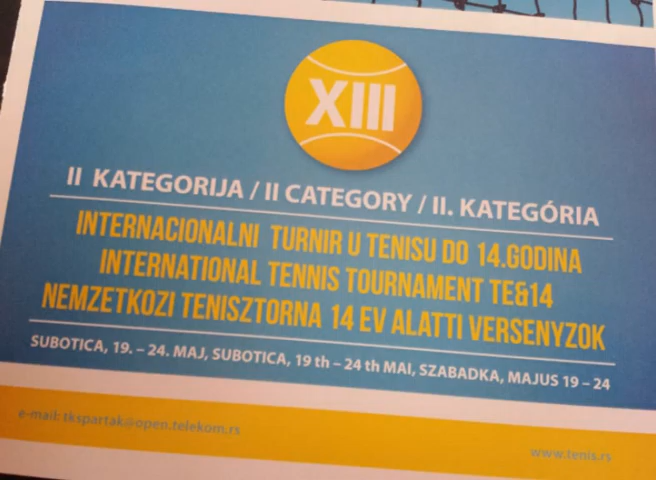 XIII
II KATEGORIJA / II CATEGORY / II. KATEGÓRIA
INTERNACIONALNI TURNIR U TENISU DO 14.GODINA
INTERNATIONAL TENNIS TOURNAMENT TE&14
NEMZETKOZI TENISZTORNA 14 EV ALATTI VERSENYZOK
SUBOTICA, 19. – 24. MAJ, SUBOTICA, 19 th – 24 th MAI, SZABADKA, MAJUS 19 – 24
e-mail: tkspartak@open.telekom.rs
www.tenis.rs